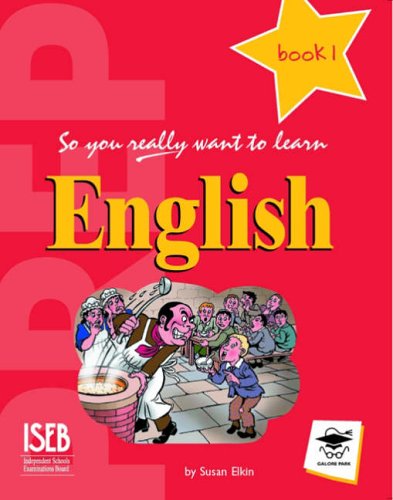 book 1
PREP
So you really want to learn
English
ISEB
Independent Schools
Examinations Board
GALORE PARK
by Susan Elkin